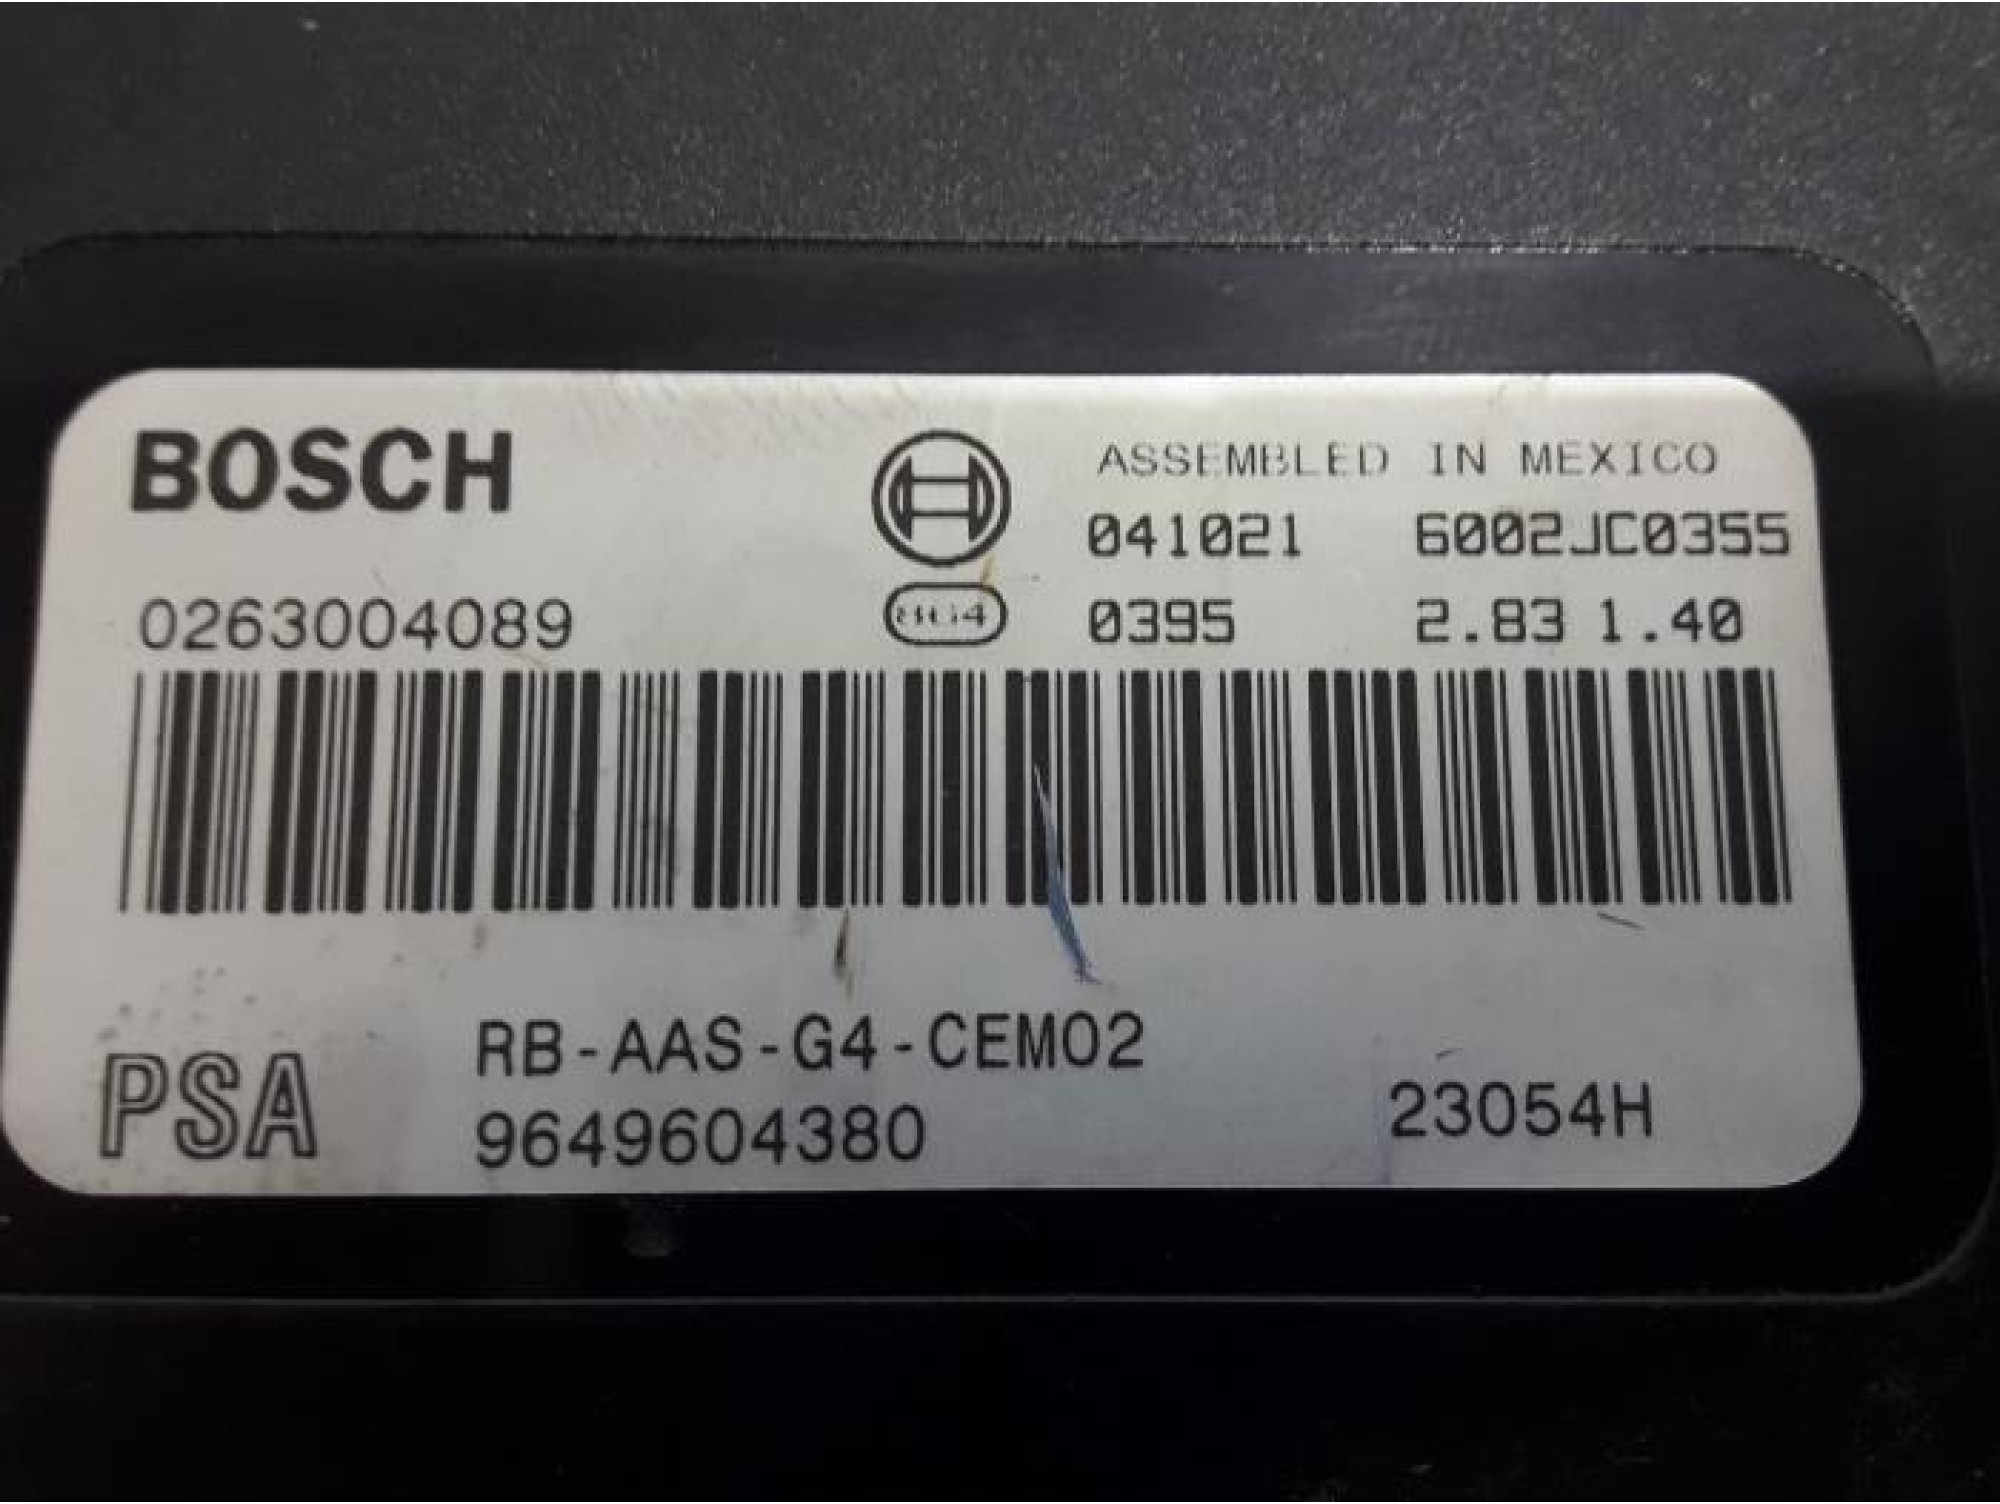 BOSCH
ASSEMBLED IN MEXICO
041021 6002JC0355
0263004089
0395 2.83 1.40
RB-AAS-G4-CEM02
PSA
9649604380
23054H